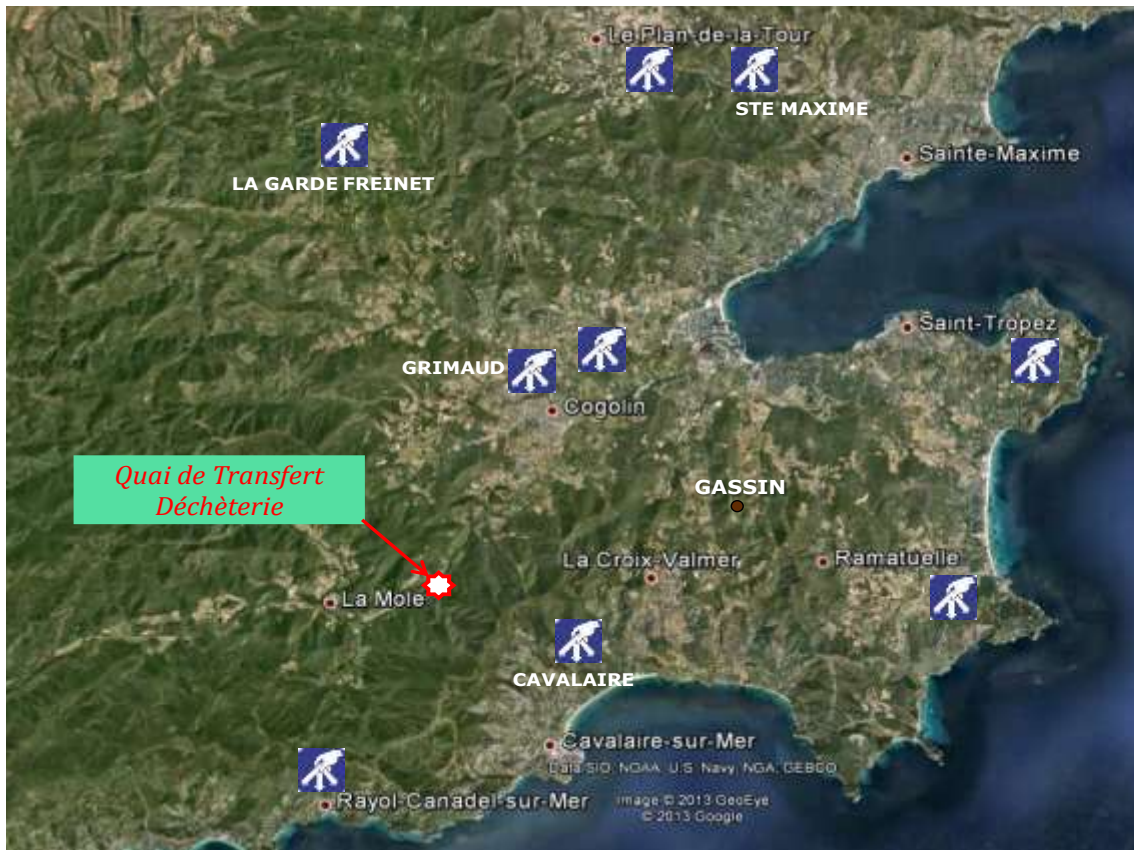 Le Plan-de-la-Tour
STE MAXIME
Sainte-Maxime
LA GARDE FREINET
Saint-Tropez
GRIMAUD
Cogolin
Quai de Transfert
Déchèterie
GASSIN
La Croix-Valmer
Ramatuelle
La Mole
CAVALAIRE
Cavalaire-sur-Mer
Data SIO, NOAA, U.S. Navy, NGA, GEBCO
Rayol-Canadel-sur-Mer
Image © 2013 GeoEye
© 2013 Google